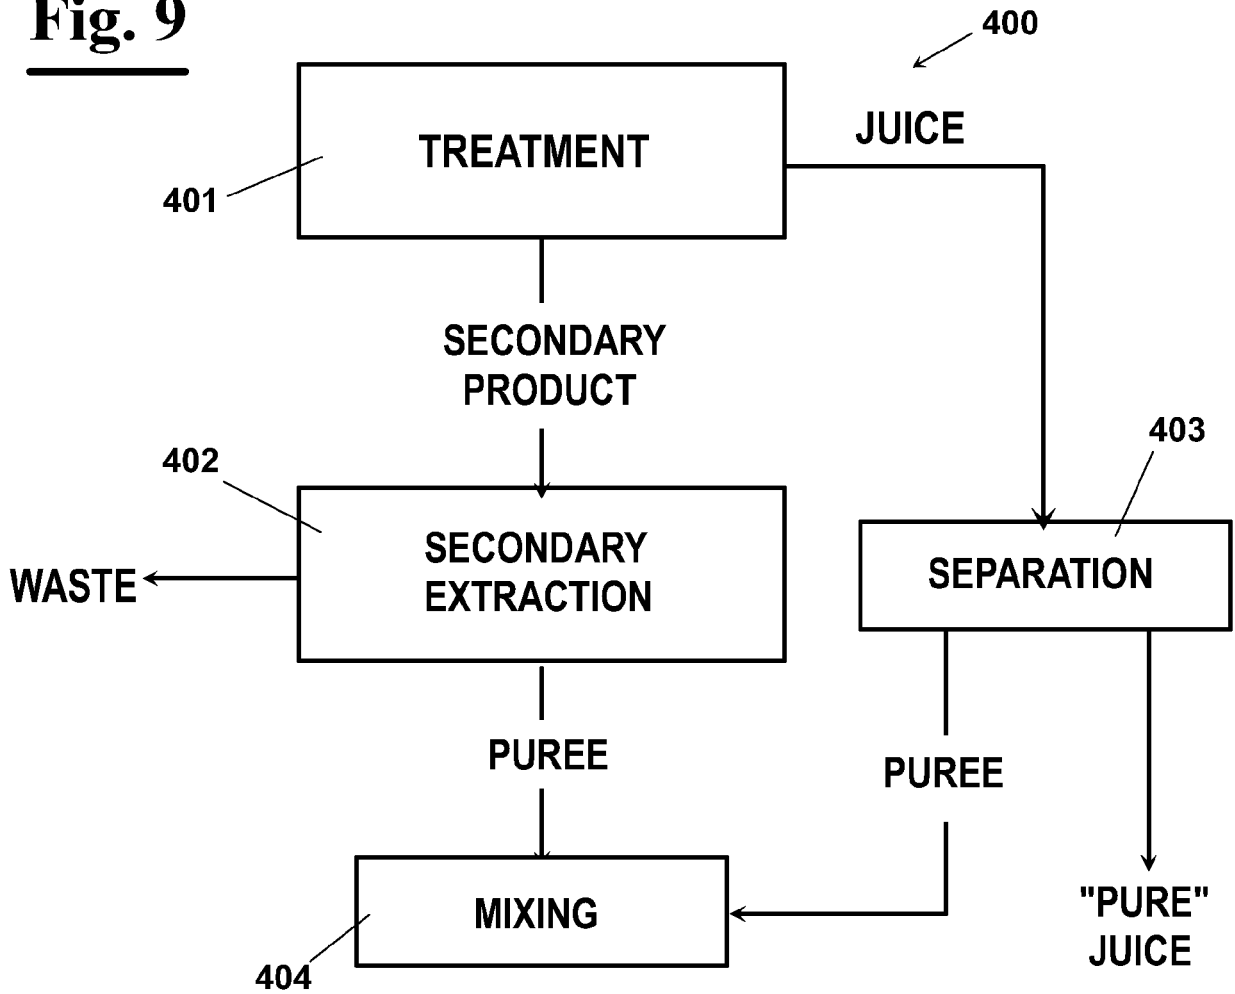 Fig. 9
400
TREATMENT
JUICE
401
SECONDARY
PRODUCT
403
402
SECONDARY
EXTRACTION
SEPARATION
WASTE
PUREE
PUREE
MIXING
"PURE"
JUICE
404